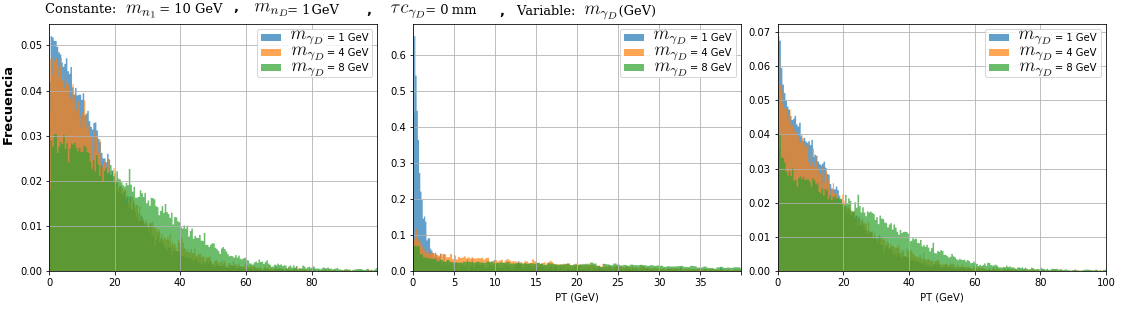 Constante: m_{n_1} = 10 GeV , m_{n_D} = 1GeV , τc_{γ_D} = 0 mm , Variable: m_{γ_D}(GeV)
Frecuencia
0.05
0.04
0.03
0.02
0.01
0.00
0 20 40 60 80
m_{γ_D} = 1 GeV
m_{γ_D} = 4 GeV
m_{γ_D} = 8 GeV
0.6
0.5
0.4
0.3
0.2
0.1
0.0
0 5 10 15 20 25 30 35
PT (GeV)
m_{γ_D} = 1 GeV
m_{γ_D} = 4 GeV
m_{γ_D} = 8 GeV
0.07
0.06
0.05
0.04
0.03
0.02
0.01
0.00
0 20 40 60 80 100
PT (GeV)
m_{γ_D} = 1 GeV
m_{γ_D} = 4 GeV
m_{γ_D} = 8 GeV